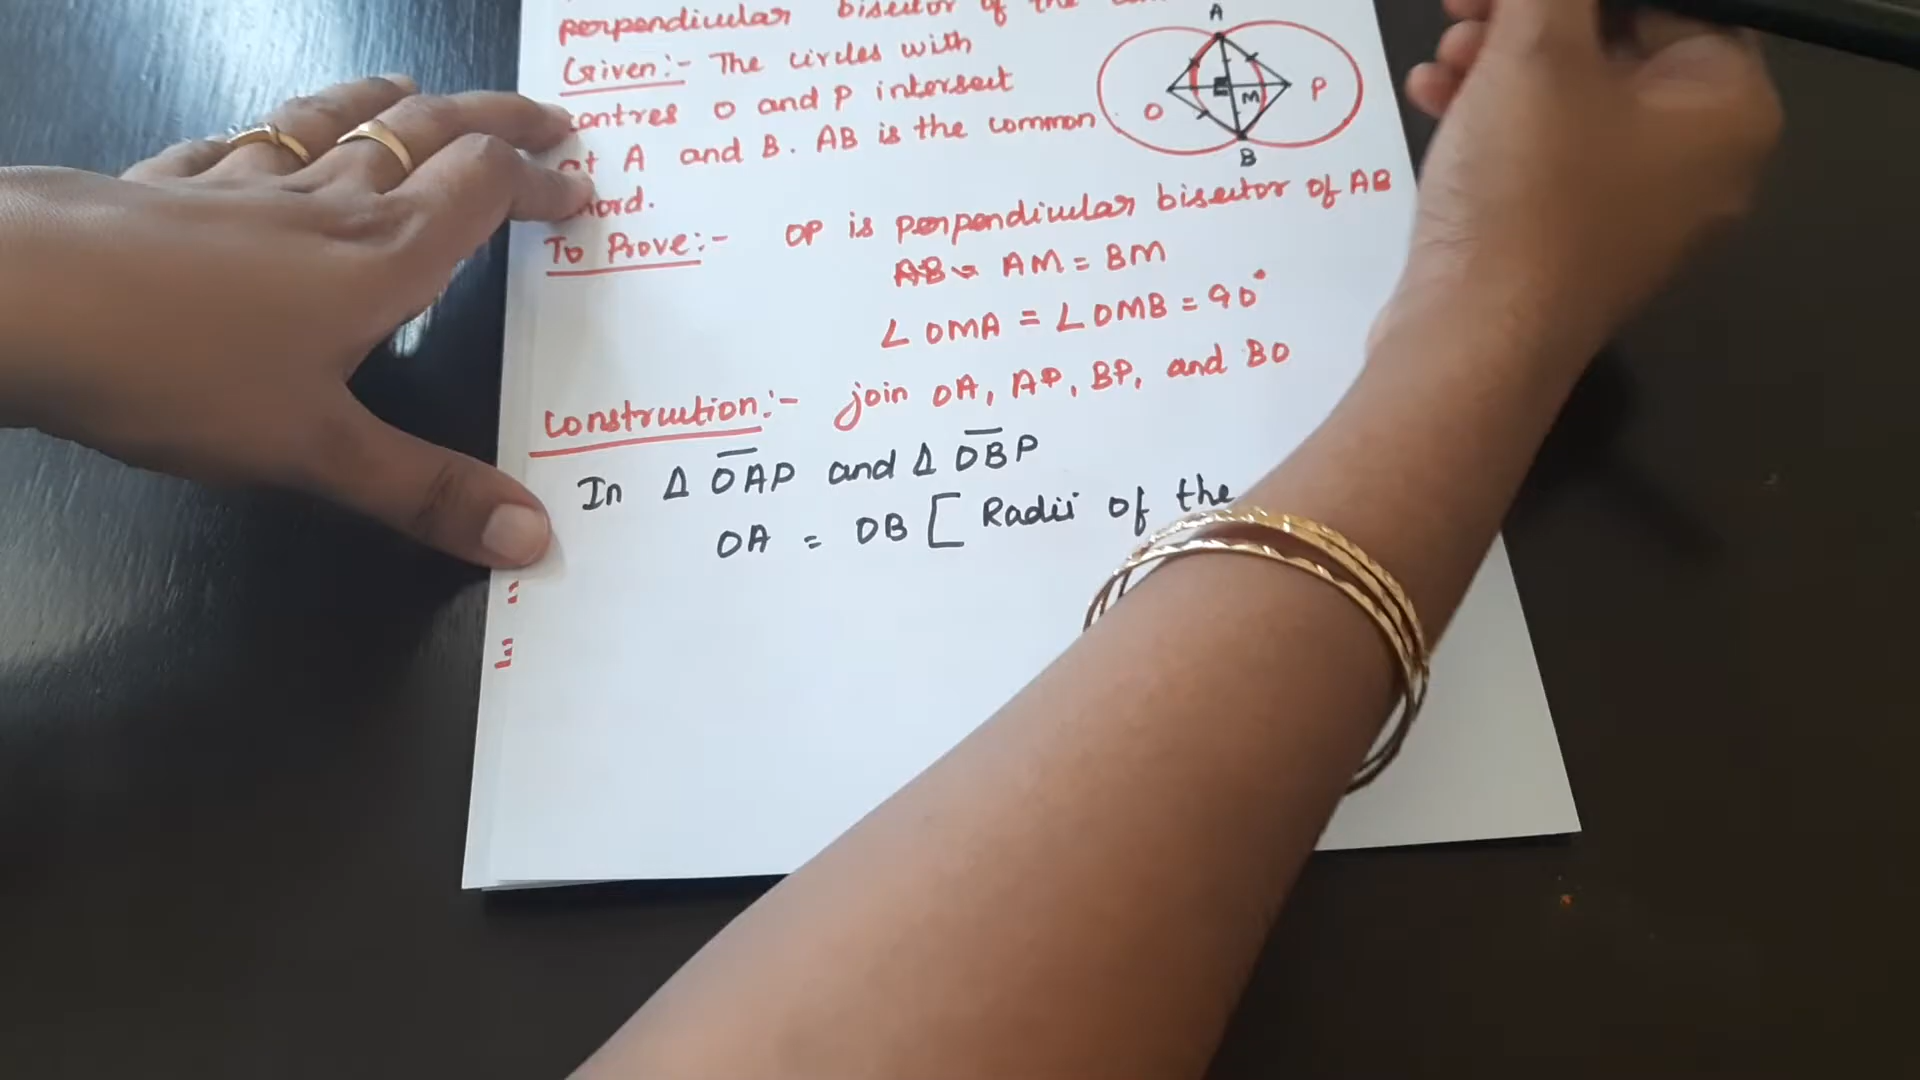 perpendicular bisector of the
Given:- The circles with
centres O and P intersect
at A and B. AB is the common
chord.
A
O
M
P
B
To Prove:- OP is perpendicular bisector of AB
AM = BM
∠OMA = ∠OMB = 90°
Construction:- join OA, AP, BP, and BO
In Δ OAP and Δ OBP
OA = OB [ Radii of the